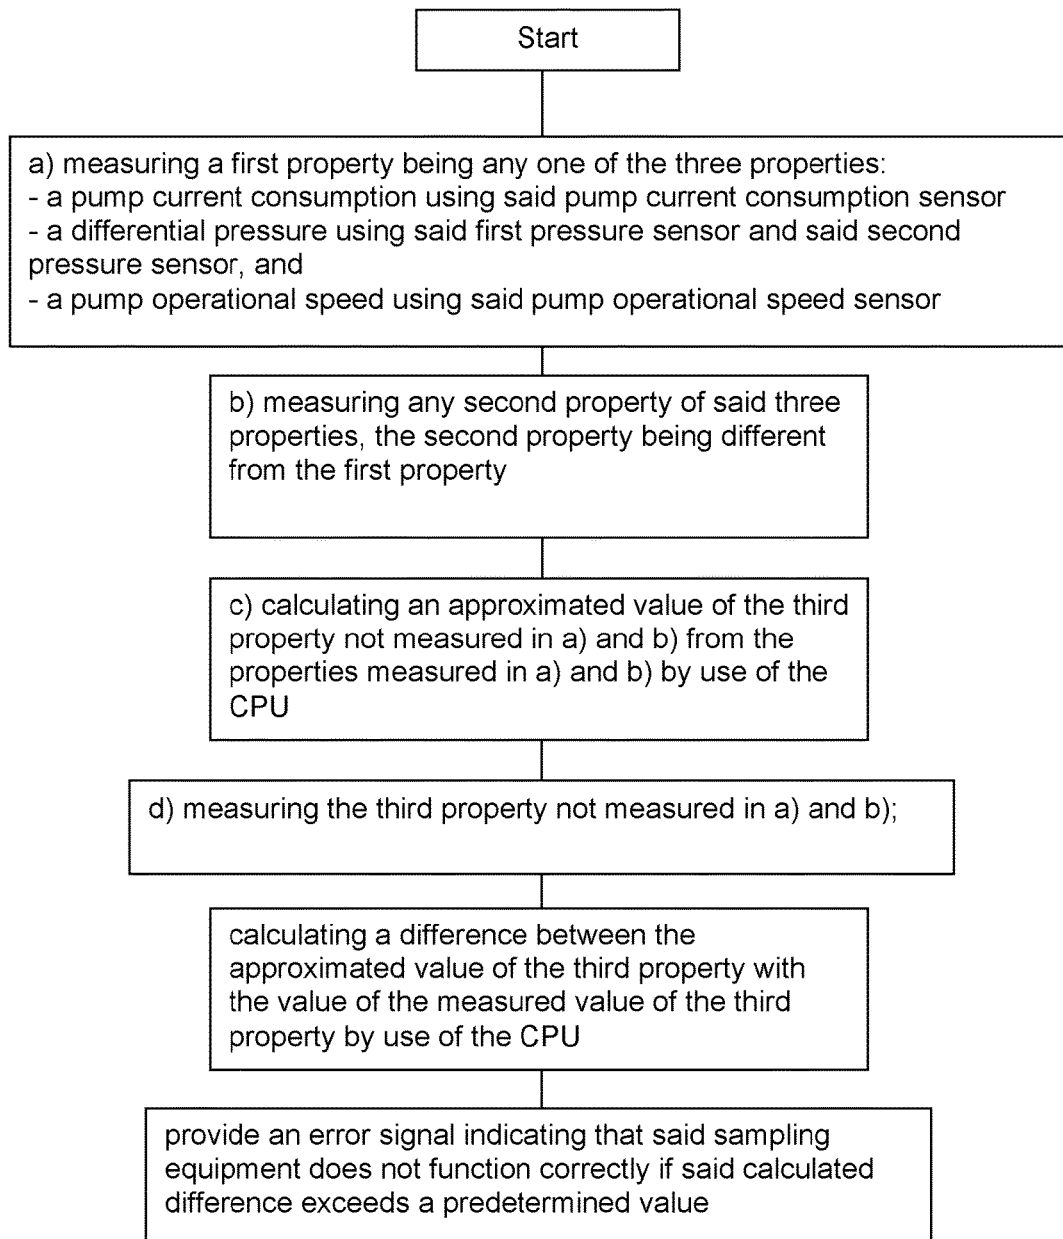 Start
a) measuring a first property being any one of the three properties:
- a pump current consumption using said pump current consumption sensor
- a differential pressure using said first pressure sensor and said second
pressure sensor, and
- a pump operational speed using said pump operational speed sensor
b) measuring any second property of said three
properties, the second property being different
from the first property
c) calculating an approximated value of the third
property not measured in a) and b) from the
properties measured in a) and b) by use of the
CPU
d) measuring the third property not measured in a) and b);
calculating a difference between the
approximated value of the third property with
the value of the measured value of the third
property by use of the CPU
provide an error signal indicating that said sampling
equipment does not function correctly if said calculated
difference exceeds a predetermined value